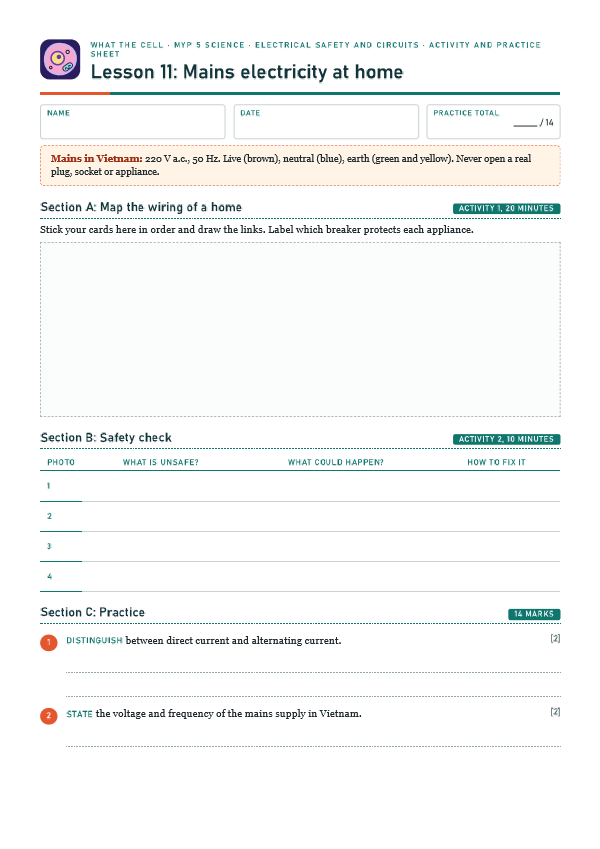 WHAT THE CELL · MYP 5 SCIENCE · ELECTRICAL SAFETY AND CIRCUITS · ACTIVITY AND PRACTICE
SHEET
Lesson 11: Mains electricity at home
NAME
DATE
PRACTICE TOTAL
_____ / 14
Mains in Vietnam: 220 V a.c., 50 Hz. Live (brown), neutral (blue), earth (green and yellow). Never open a real
plug, socket or appliance.
Section A: Map the wiring of a home
ACTIVITY 1, 20 MINUTES
Stick your cards here in order and draw the links. Label which breaker protects each appliance.
Section B: Safety check
ACTIVITY 2, 10 MINUTES
PHOTO WHAT IS UNSAFE? WHAT COULD HAPPEN? HOW TO FIX IT
1
2
3
4
Section C: Practice
14 MARKS
1 DISTINGUISH between direct current and alternating current. [2]
2 STATE the voltage and frequency of the mains supply in Vietnam. [2]